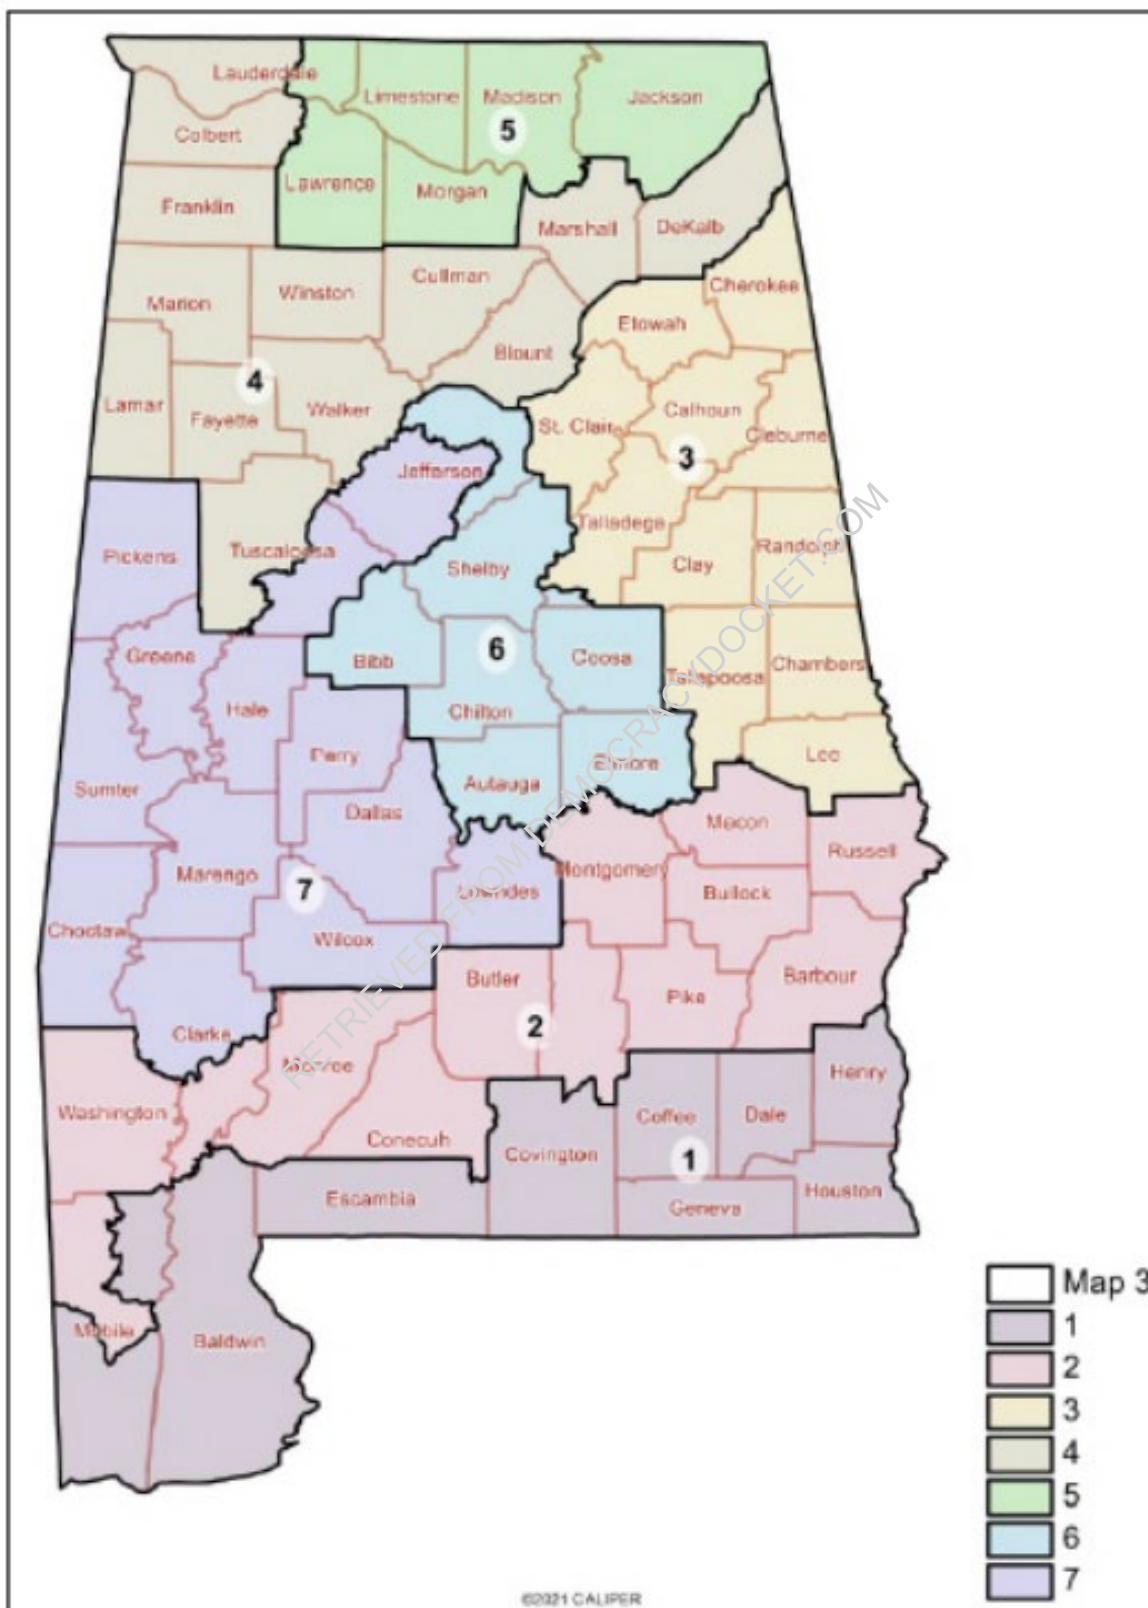 Lauderdale
Limestone
Madison
Jackson
5
Colbert
Lawrence
Morgan
Franklin
Marshall
DeKalb
Cullman
Cherokee
Winston
Marion
Etowah
Blount
4
Lamar
Fayette
Walker
Calhoun
St. Clair
Cleburne
3
Jefferson
Talladega
Tuscaloosa
Pickens
Randolph
Shelby
Clay
6
Greene
Bibb
Coosa
Chambers
Tallapoosa
Hale
Chilton
Perry
Elmore
Lee
Autauga
Sumter
Dallas
Macon
Russell
Montgomery
Marengo
7
Bullock
Lowndes
Choctaw
Wilcox
Butler
Barbour
Pike
2
Clarke
Monroe
Henry
Washington
Coffee
Dale
Conecuh
Covington
1
Houston
Escambia
Geneva
Mobile
Baldwin
RETRIEVED FROM DEMOCRACYDOCKET.COM
Map 3
1
2
3
4
5
6
7
©2021 CALIPER